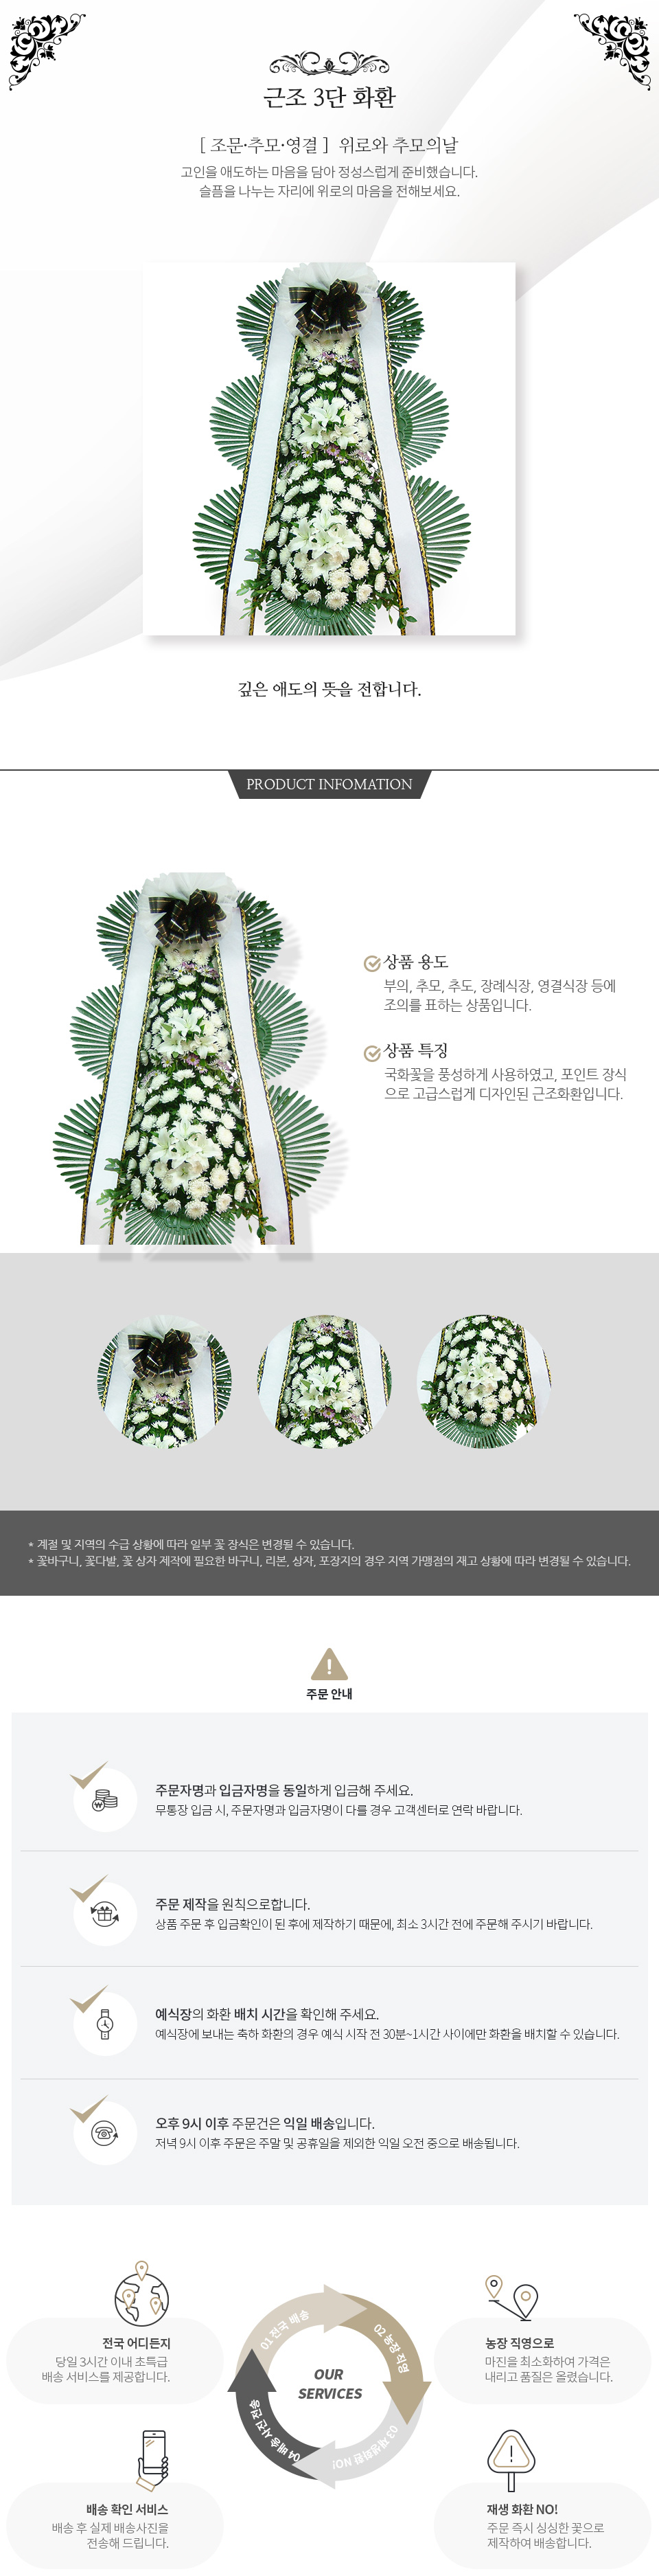 근조 3단 화환
[ 조문·추모·영결 ] 위로와 추모의날
고인을 애도하는 마음을 담아 정성스럽게 준비했습니다.
슬픔을 나누는 자리에 위로의 마음을 전해보세요.
깊은 애도의 뜻을 전합니다.
PRODUCT INFOMATION
상품 용도
부의, 추모, 추도, 장례식장, 영결식장 등에
조의를 표하는 상품입니다.
상품 특징
국화꽃을 풍성하게 사용하였고, 포인트 장식
으로 고급스럽게 디자인된 근조화환입니다.
* 계절 및 지역의 수급 상황에 따라 일부 꽃 장식은 변경될 수 있습니다.
* 꽃바구니, 꽃다발, 꽃 상자 제작에 필요한 바구니, 리본, 상자, 포장지의 경우 지역 가맹점의 재고 상황에 따라 변경될 수 있습니다.
주문 안내
주문자명과 입금자명을 동일하게 입금해 주세요.
무통장 입금 시, 주문자명과 입금자명이 다를 경우 고객센터로 연락 바랍니다.
주문 제작을 원칙으로합니다.
상품 주문 후 입금확인이 된 후에 제작하기 때문에, 최소 3시간 전에 주문해 주시기 바랍니다.
예식장의 화환 배치 시간을 확인해 주세요.
예식장에 보내는 축하 화환의 경우 예식 시작 전 30분~1시간 사이에만 화환을 배치할 수 있습니다.
오후 9시 이후 주문건은 익일 배송입니다.
저녁 9시 이후 주문은 주말 및 공휴일을 제외한 익일 오전 중으로 배송됩니다.
전국 어디든지
당일 3시간 이내 초특급
배송 서비스를 제공합니다.
01 전국 배송
02 농장 직영
OUR
SERVICES
03 재생화환 NO!
04 배송 사진 전송
농장 직영으로
마진을 최소화하여 가격은
내리고 품질은 올렸습니다.
배송 확인 서비스
배송 후 실제 배송사진을
전송해 드립니다.
재생 화환 NO!
주문 즉시 싱싱한 꽃으로
제작하여 배송합니다.